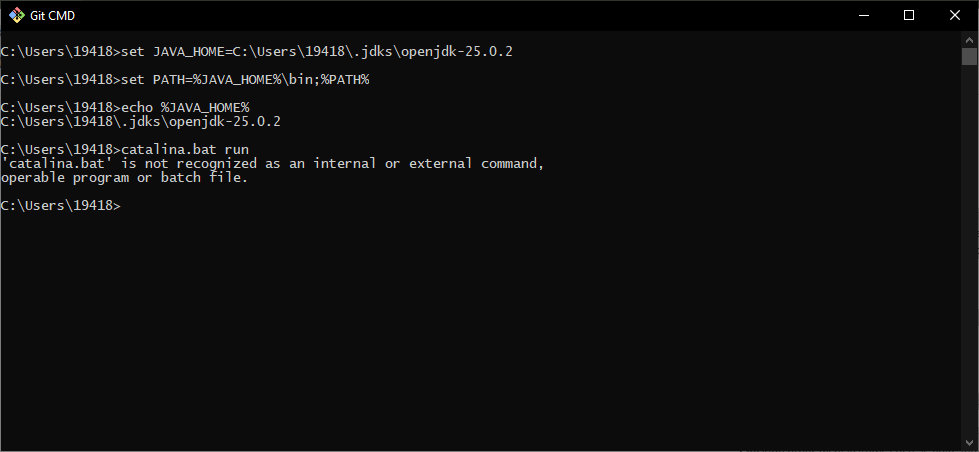 Git CMD
C:\Users\19418>set JAVA_HOME=C:\Users\19418\.jdks\openjdk-25.0.2
C:\Users\19418>set PATH=%JAVA_HOME%\bin;%PATH%
C:\Users\19418>echo %JAVA_HOME%
C:\Users\19418\.jdks\openjdk-25.0.2
C:\Users\19418>catalina.bat run
'catalina.bat' is not recognized as an internal or external command,
operable program or batch file.
C:\Users\19418>